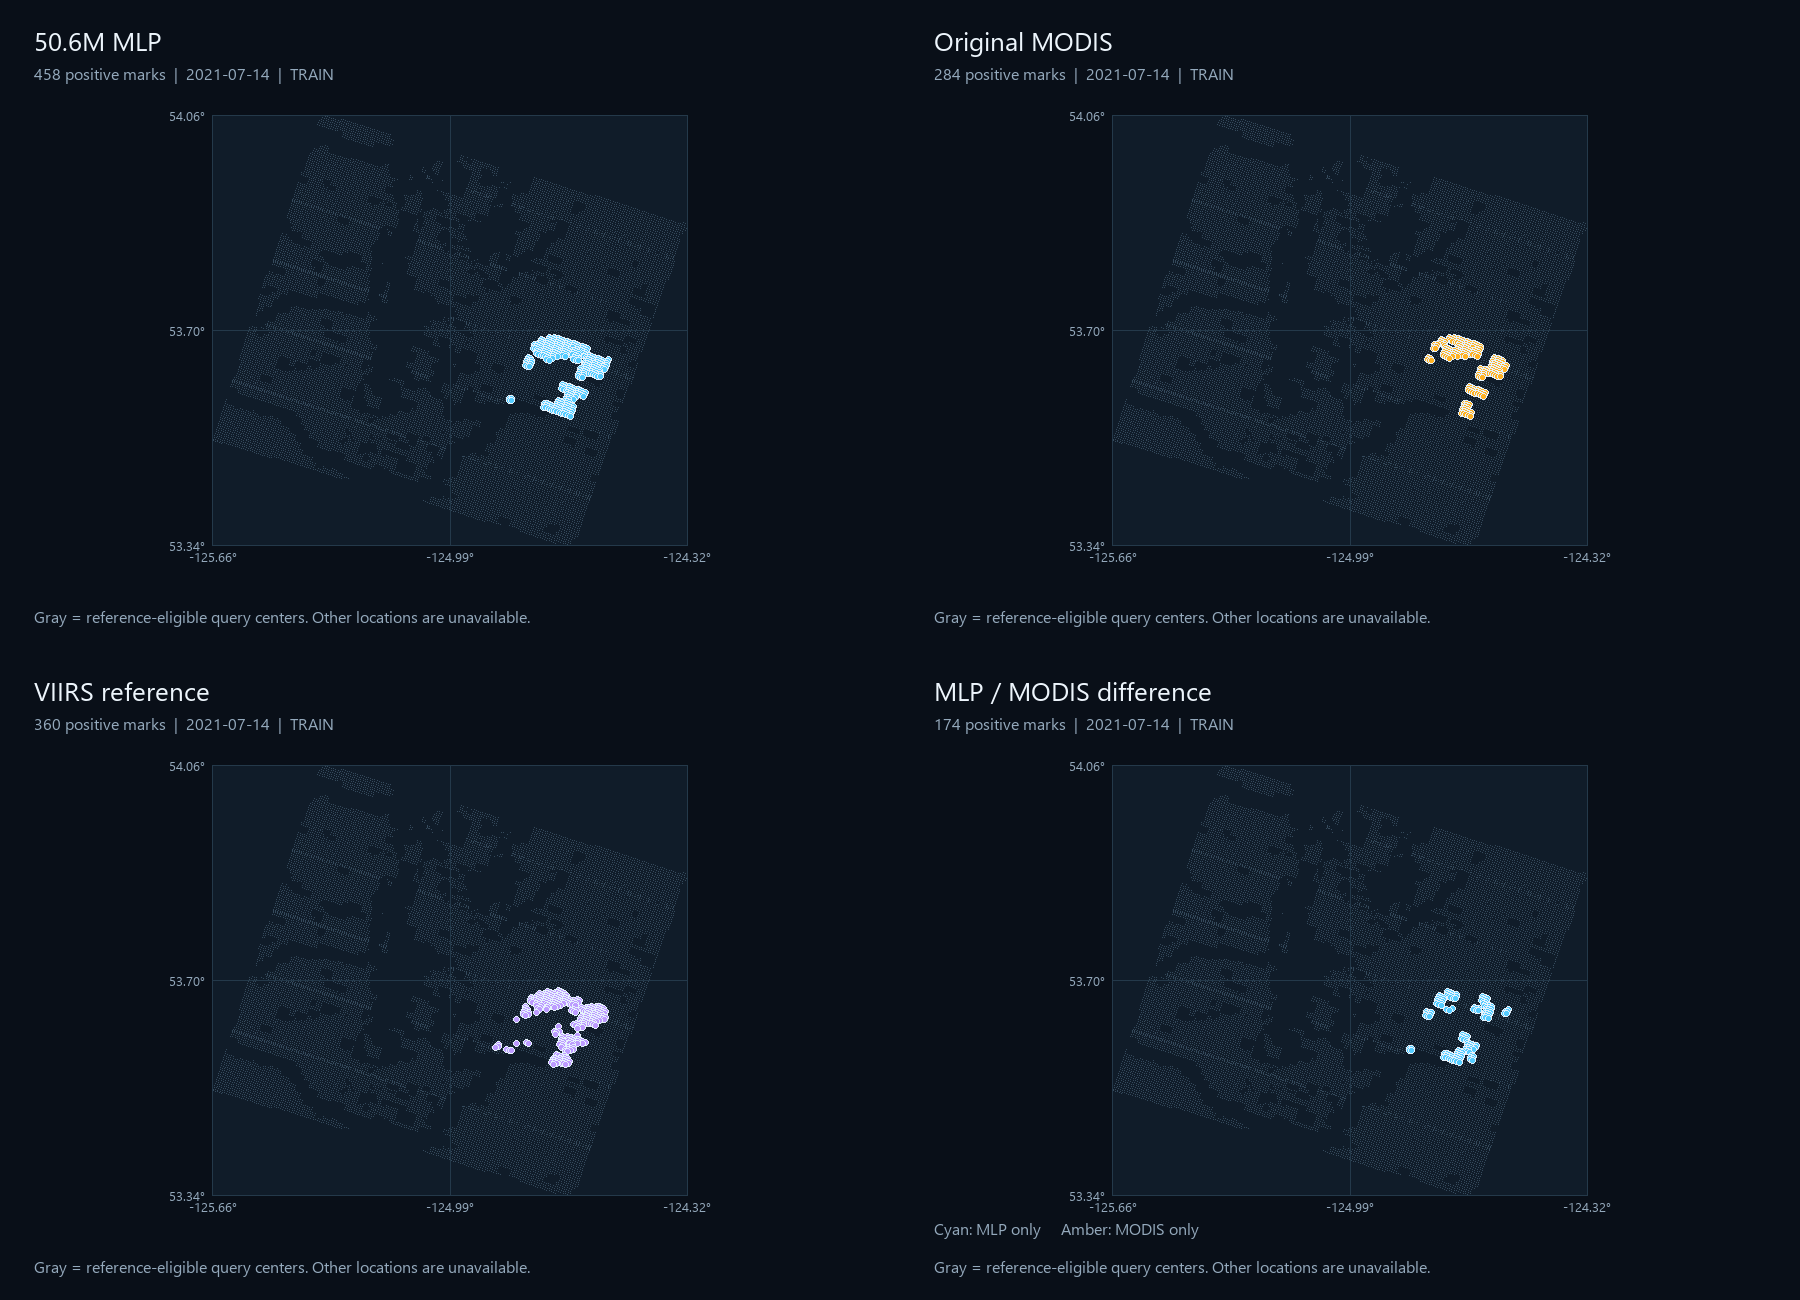 50.6M MLP
458 positive marks | 2021-07-14 | TRAIN
54.06°
53.70°
53.34°
-125.66°
-124.99°
-124.32°
Gray = reference-eligible query centers. Other locations are unavailable.
Original MODIS
284 positive marks | 2021-07-14 | TRAIN
54.06°
53.70°
53.34°
-125.66°
-124.99°
-124.32°
Gray = reference-eligible query centers. Other locations are unavailable.
VIIRS reference
360 positive marks | 2021-07-14 | TRAIN
54.06°
53.70°
53.34°
-125.66°
-124.99°
-124.32°
Gray = reference-eligible query centers. Other locations are unavailable.
MLP / MODIS difference
174 positive marks | 2021-07-14 | TRAIN
54.06°
53.70°
53.34°
-125.66°
-124.99°
-124.32°
Cyan: MLP only Amber: MODIS only
Gray = reference-eligible query centers. Other locations are unavailable.